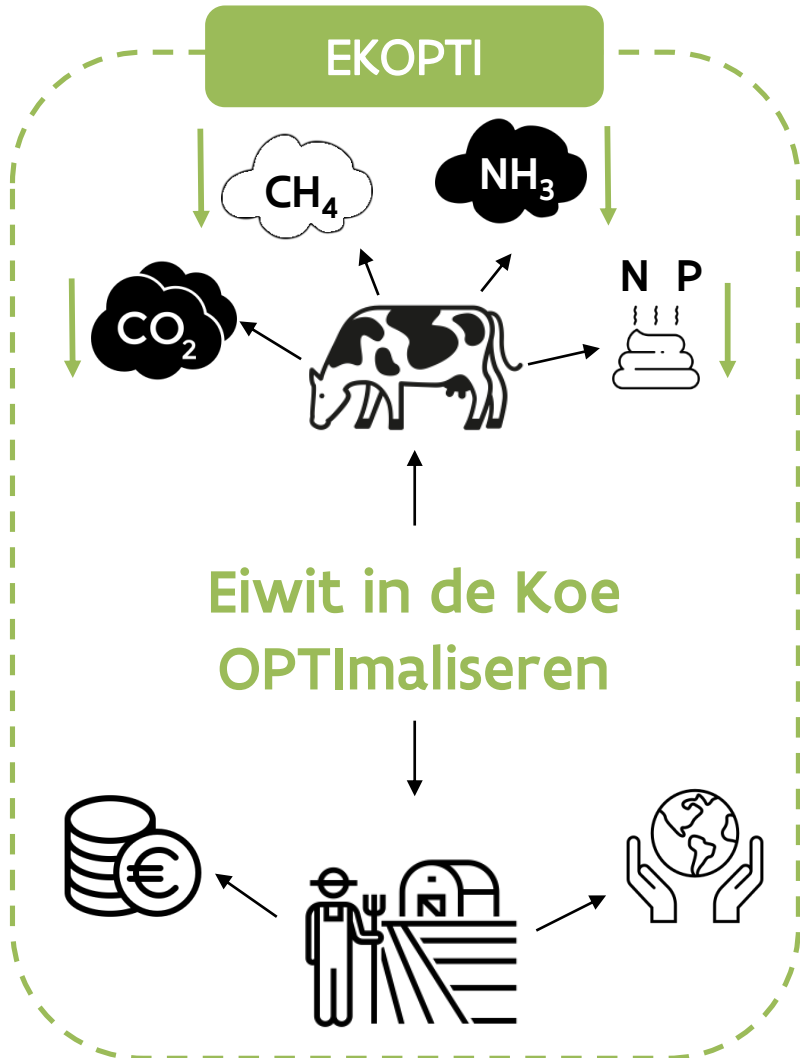 EKOPTI
CH₄
NH₃
CO₂
N P
Eiwit in de Koe
OPTImaliseren
€